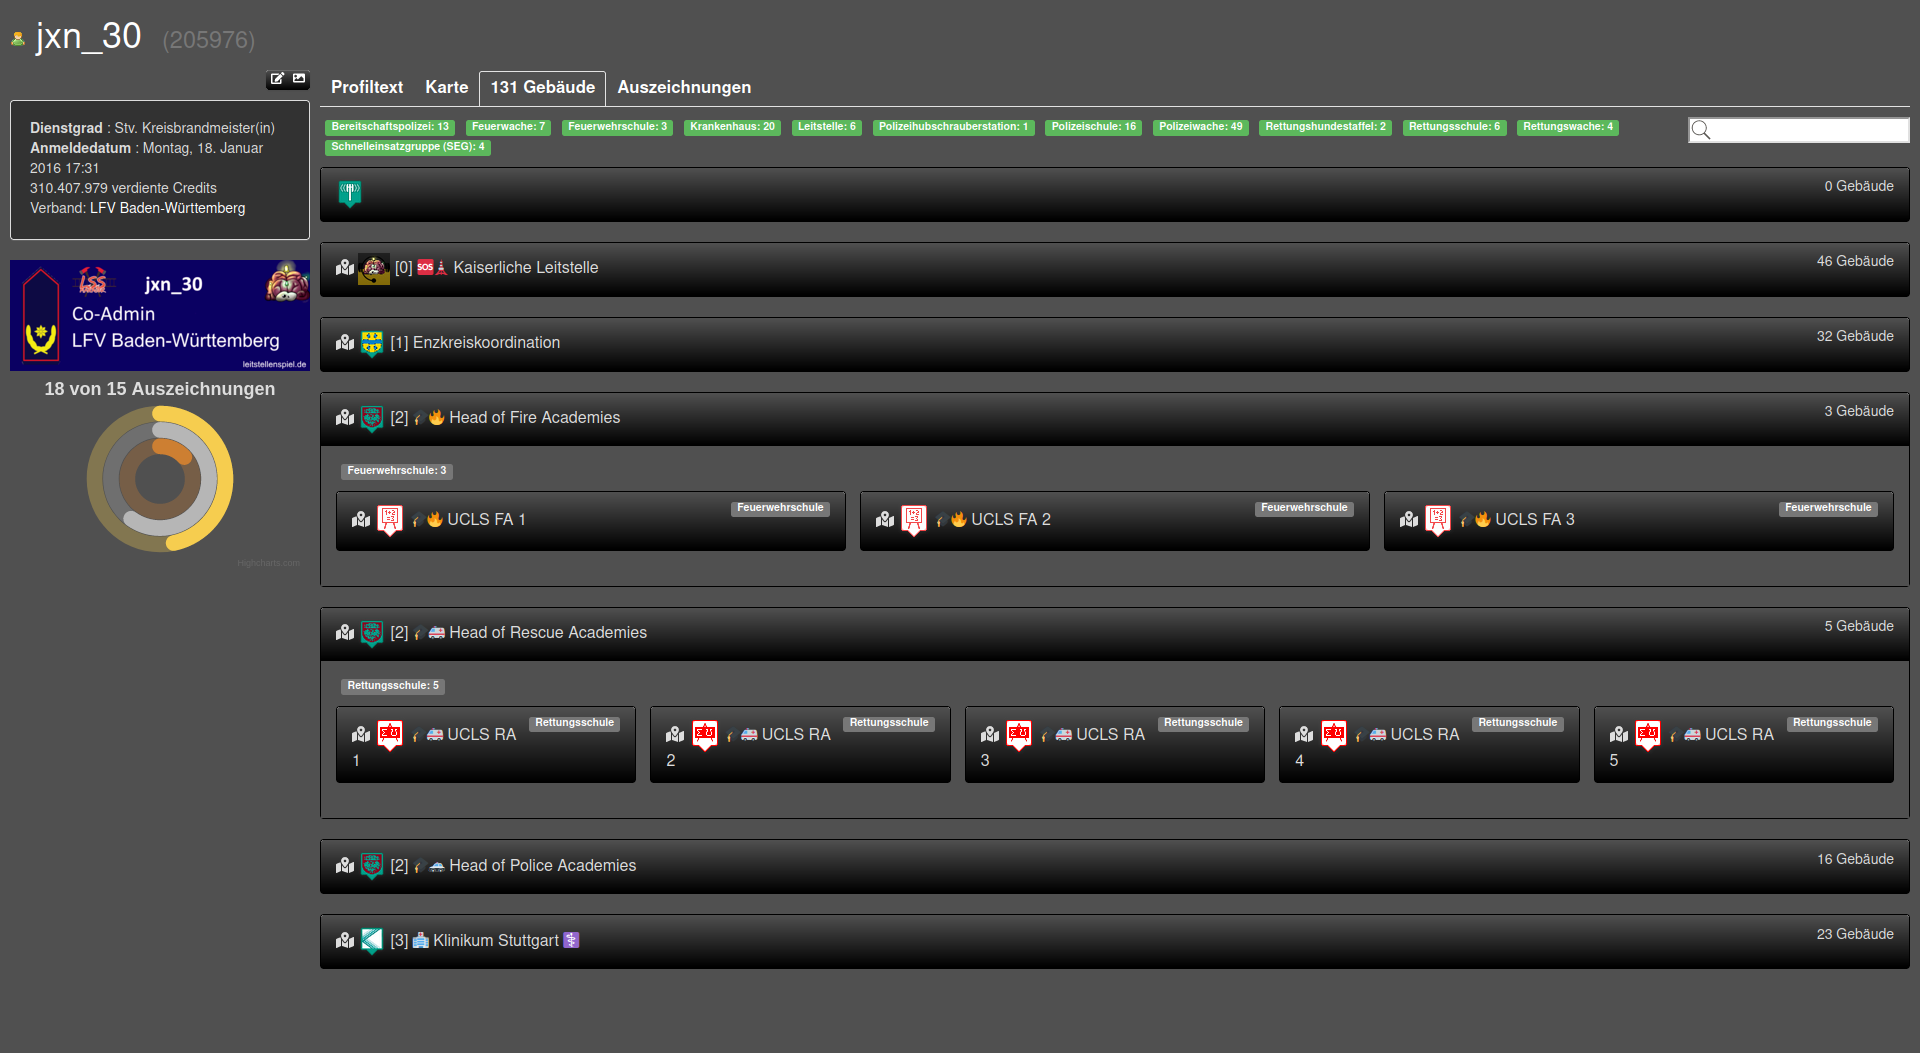 jxn_30 (205976)
Profiltext Karte 131 Gebäude Auszeichnungen
Dienstgrad : Stv. Kreisbrandmeister(in)
Anmeldedatum : Montag, 18. Januar
2016 17:31
310.407.979 verdiente Credits
Verband: LFV Baden-Württemberg
LSS
jxn_30
Co-Admin
LFV Baden-Württemberg
leitstellenspiel.de
18 von 15 Auszeichnungen
Highcharts.com
Bereitschaftspolizei: 13 Feuerwache: 7 Feuerwehrschule: 3 Krankenhaus: 20 Leitstelle: 6 Polizeihubschrauberstation: 1 Polizeischule: 16 Polizeiwache: 49 Rettungshundestaffel: 2 Rettungsschule: 6 Rettungswache: 4
Schnelleinsatzgruppe (SEG): 4
0 Gebäude
[0] 🆘 Kaiserliche Leitstelle 46 Gebäude
[1] Enzkreiskoordination 32 Gebäude
[2] Head of Fire Academies 3 Gebäude
Feuerwehrschule: 3
UCLS FA 1 Feuerwehrschule
UCLS FA 2 Feuerwehrschule
UCLS FA 3 Feuerwehrschule
[2] Head of Rescue Academies 5 Gebäude
Rettungsschule: 5
UCLS RA Rettungsschule
1
UCLS RA Rettungsschule
2
UCLS RA Rettungsschule
3
UCLS RA Rettungsschule
4
UCLS RA Rettungsschule
5
[2] Head of Police Academies 16 Gebäude
[3] Klinikum Stuttgart 23 Gebäude